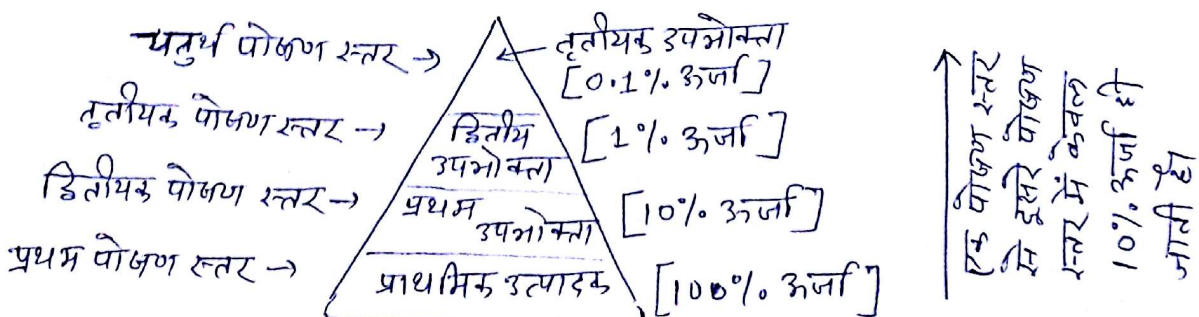 चतुर्थ पोषण स्तर →
← तृतीयक उपभोक्ता
[0.1% ऊर्जा]
तृतीयक पोषण स्तर →
द्वितीय
उपभोक्ता
[1% ऊर्जा]
द्वितीयक पोषण स्तर →
प्रथम
उपभोक्ता
[10% ऊर्जा]
प्रथम पोषण स्तर →
प्राथमिक उत्पादक
[100% ऊर्जा]
एक पोषण स्तर
से दूसरे पोषण
स्तर में केवल
10% ऊर्जा ही
जाती है।